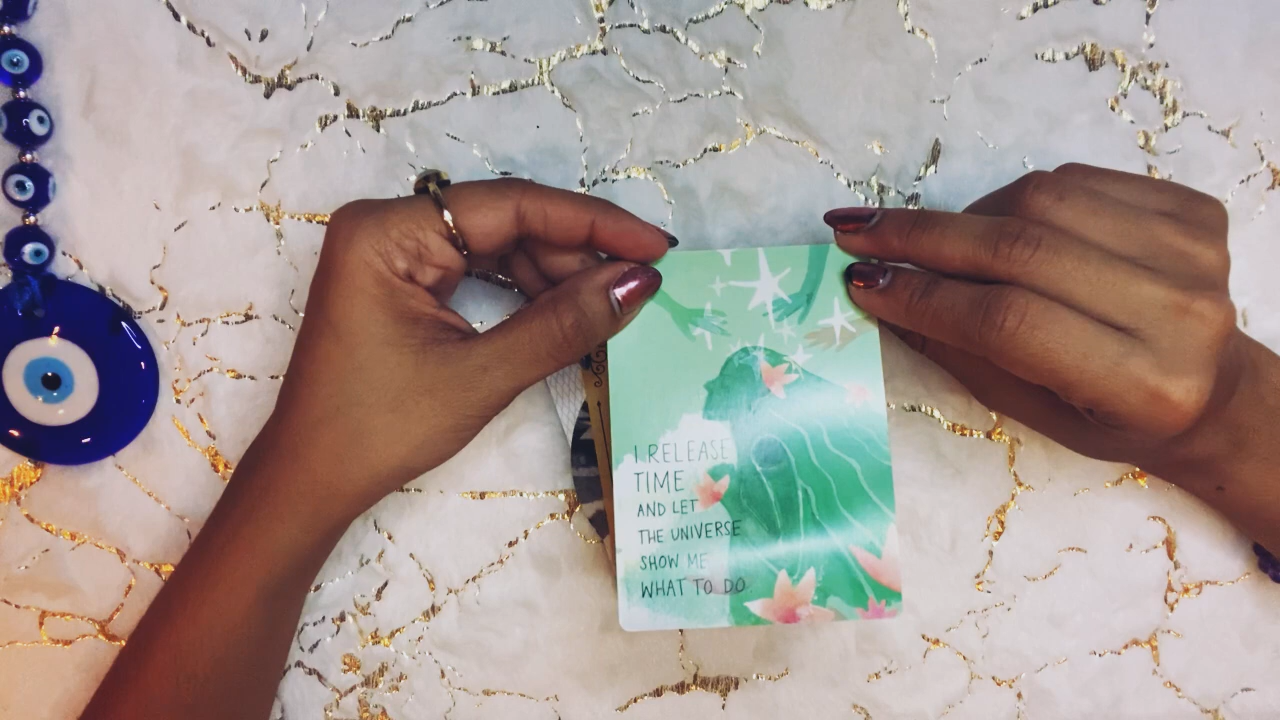 I RELEASE
TIME
AND LET
THE UNIVERSE
SHOW ME
WHAT TO DO.